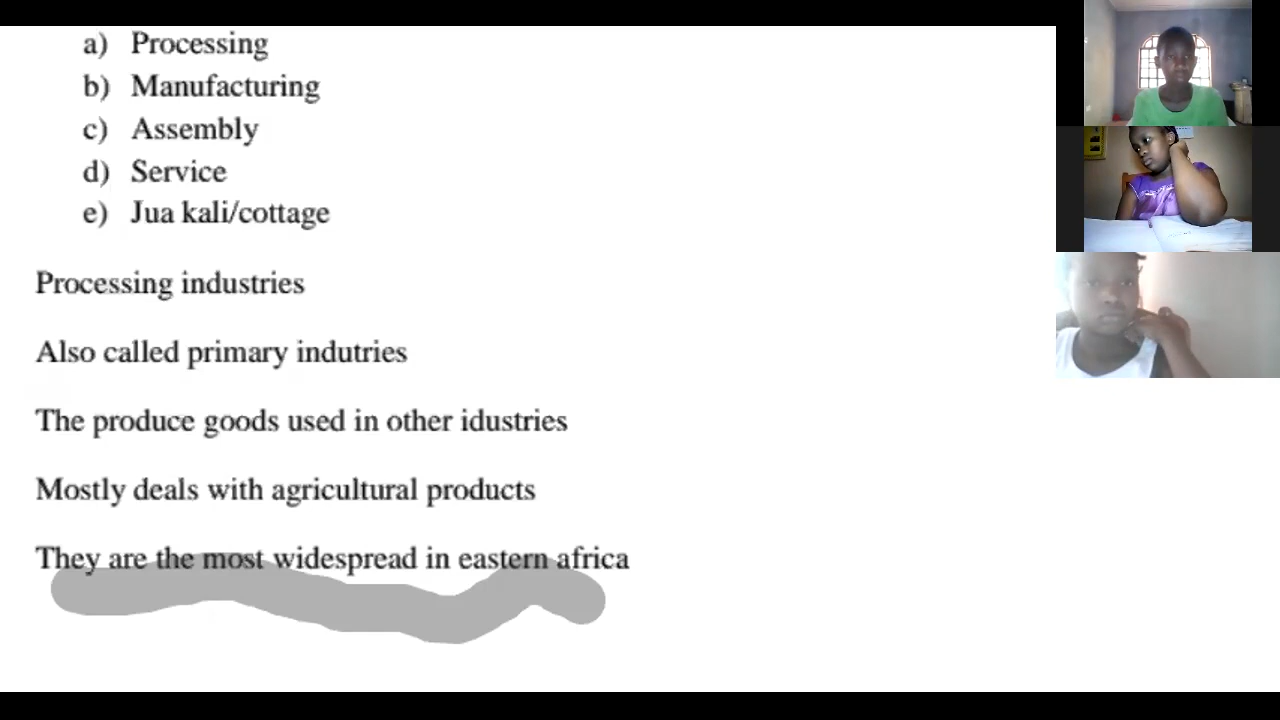 a) Processing
b) Manufacturing
c) Assembly
d) Service
e) Jua kali/cottage
Processing industries
Also called primary indutries
The produce goods used in other idustries
Mostly deals with agricultural products
They are the most widespread in eastern africa